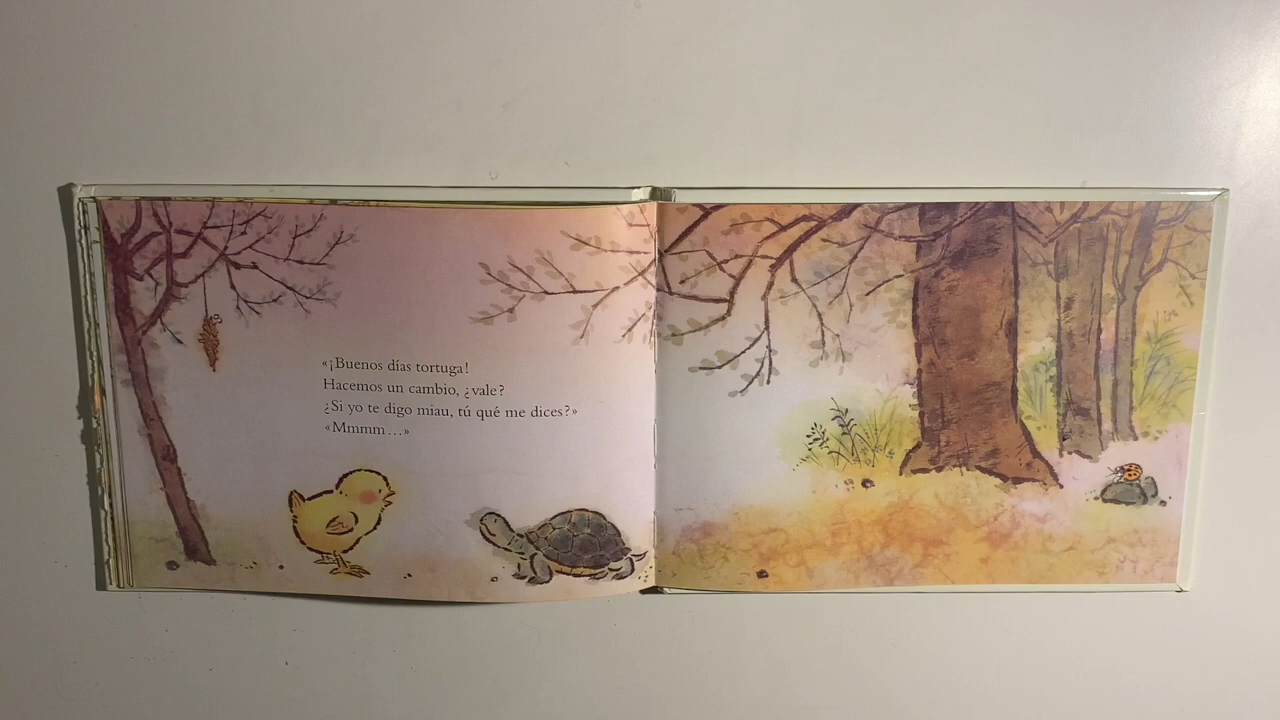 «¡Buenos días tortuga!
Hacemos un cambio, ¿vale?
¿Si yo te digo miau, tú qué me dices?»
«Mmmm…»